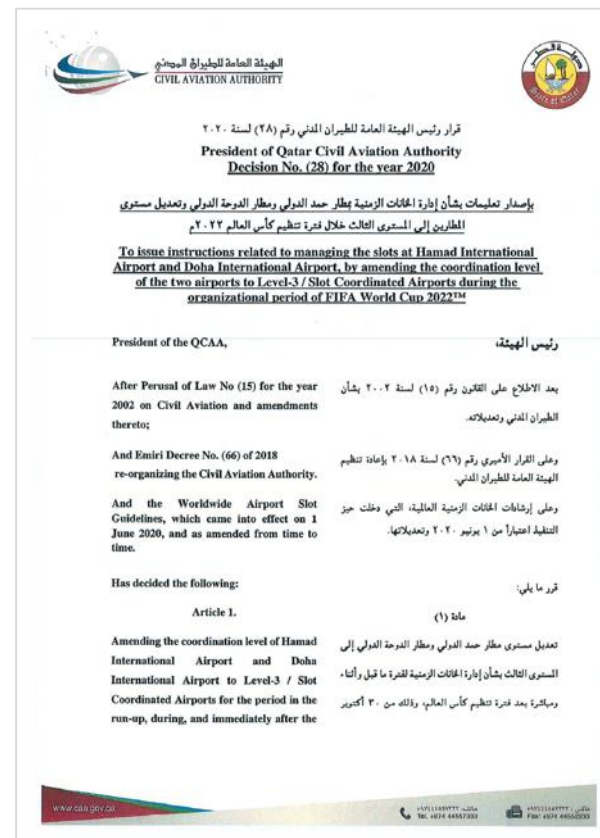 الهيئة العامة للطيران المدني
CIVIL AVIATION AUTHORITY
دولة قطر
State of Qatar
قرار رئيس الهيئة العامة للطيران المدني رقم (٢٨) لسنة ٢٠٢٠
President of Qatar Civil Aviation Authority
Decision No. (28) for the year 2020
بإصدار تعليمات بشأن إدارة الخانات الزمنية بمطار حمد الدولي ومطار الدوحة الدولي وتعديل مستوى
المطارين إلى المستوى الثالث خلال فترة تنظيم كأس العالم ٢٠٢٢م
To issue instructions related to managing the slots at Hamad International
Airport and Doha International Airport, by amending the coordination level
of the two airports to Level-3 / Slot Coordinated Airports during the
organizational period of FIFA World Cup 2022™
President of the QCAA,
رئيس الهيئة،
After Perusal of Law No (15) for the year
2002 on Civil Aviation and amendments
thereto;
بعد الاطلاع على القانون رقم (١٥) لسنة ٢٠٠٢ بشأن
الطيران المدني وتعديلاته.
And Emiri Decree No. (66) of 2018
re-organizing the Civil Aviation Authority.
وعلى القرار الأميري رقم (٦٦) لسنة ٢٠١٨ بإعادة تنظيم
الهيئة العامة للطيران المدني.
And the Worldwide Airport Slot
Guidelines, which came into effect on 1
June 2020, and as amended from time to
time.
وعلى إرشادات الخانات الزمنية العالمية، التي دخلت حيز
التنفيذ اعتباراً من ١ يونيو ٢٠٢٠ وتعديلاتها.
Has decided the following:
قرر ما يلي:
Article 1.
مادة (١)
Amending the coordination level of Hamad
International Airport and Doha
International Airport to Level-3 / Slot
Coordinated Airports for the period in the
run-up, during, and immediately after the
تعديل مستوى مطار حمد الدولي ومطار الدوحة الدولي إلى
المستوى الثالث بشأن إدارة الخانات الزمنية لفترة ما قبل وأثناء
ومباشرة بعد فترة تنظيم كأس العالم، وذلك من ٣٠ أكتوبر
www.caa.gov.qa